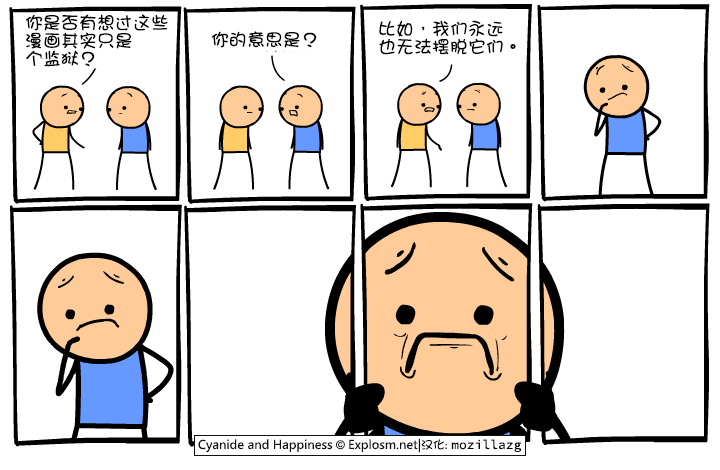 你是否有想过这些
漫画其实只是
个监狱？
你的意思是？
比如，我们永远
也无法摆脱它们。
Cyanide and Happiness © Explosm.net|汉化: mozillazg